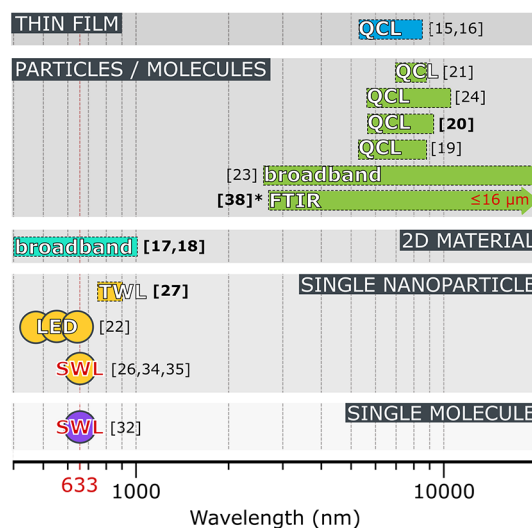 THIN FILM
QCL [15,16]
PARTICLES / MOLECULES
QCL [21]
QCL [24]
QCL [20]
QCL [19]
[23] broadband
[38]* FTIR ≤16 μm
broadband [17,18]
2D MATERIAL
SINGLE NANOPARTICLE
TWL [27]
LED [22]
SWL [26,34,35]
SINGLE MOLECULE
SWL [32]
633 1000 10000
Wavelength (nm)